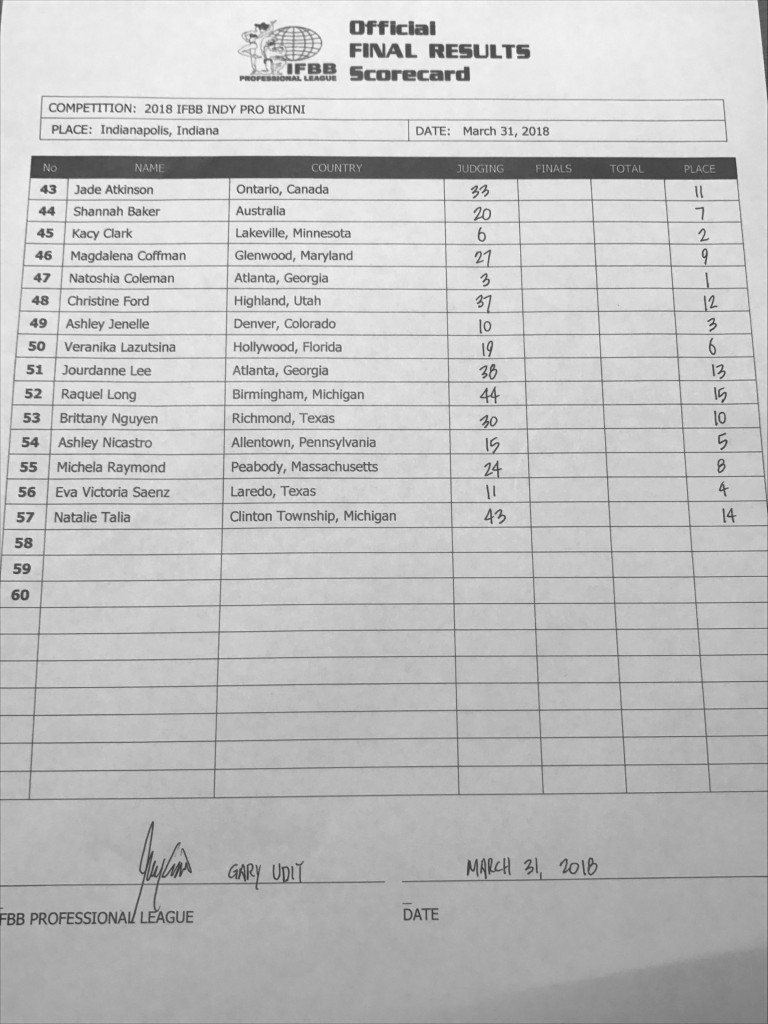 Official
FINAL RESULTS
IFBB
PROFESSIONAL LEAGUE
Scorecard
COMPETITION: 2018 IFBB INDY PRO BIKINI
PLACE: Indianapolis, Indiana DATE: March 31, 2018
No NAME COUNTRY JUDGING FINALS TOTAL PLACE
43 Jade Atkinson Ontario, Canada 33 11
44 Shannah Baker Australia 20 7
45 Kacy Clark Lakeville, Minnesota 6 2
46 Magdalena Coffman Glenwood, Maryland 27 9
47 Natoshia Coleman Atlanta, Georgia 3 1
48 Christine Ford Highland, Utah 37 12
49 Ashley Jenelle Denver, Colorado 10 3
50 Veranika Lazutsina Hollywood, Florida 19 6
51 Jourdanne Lee Atlanta, Georgia 38 13
52 Raquel Long Birmingham, Michigan 44 15
53 Brittany Nguyen Richmond, Texas 30 10
54 Ashley Nicastro Allentown, Pennsylvania 15 5
55 Michela Raymond Peabody, Massachusetts 24 8
56 Eva Victoria Saenz Laredo, Texas 11 4
57 Natalie Talia Clinton Township, Michigan 43 14
58
59
60
GARY UDIT MARCH 31, 2018
FBB PROFESSIONAL LEAGUE DATE